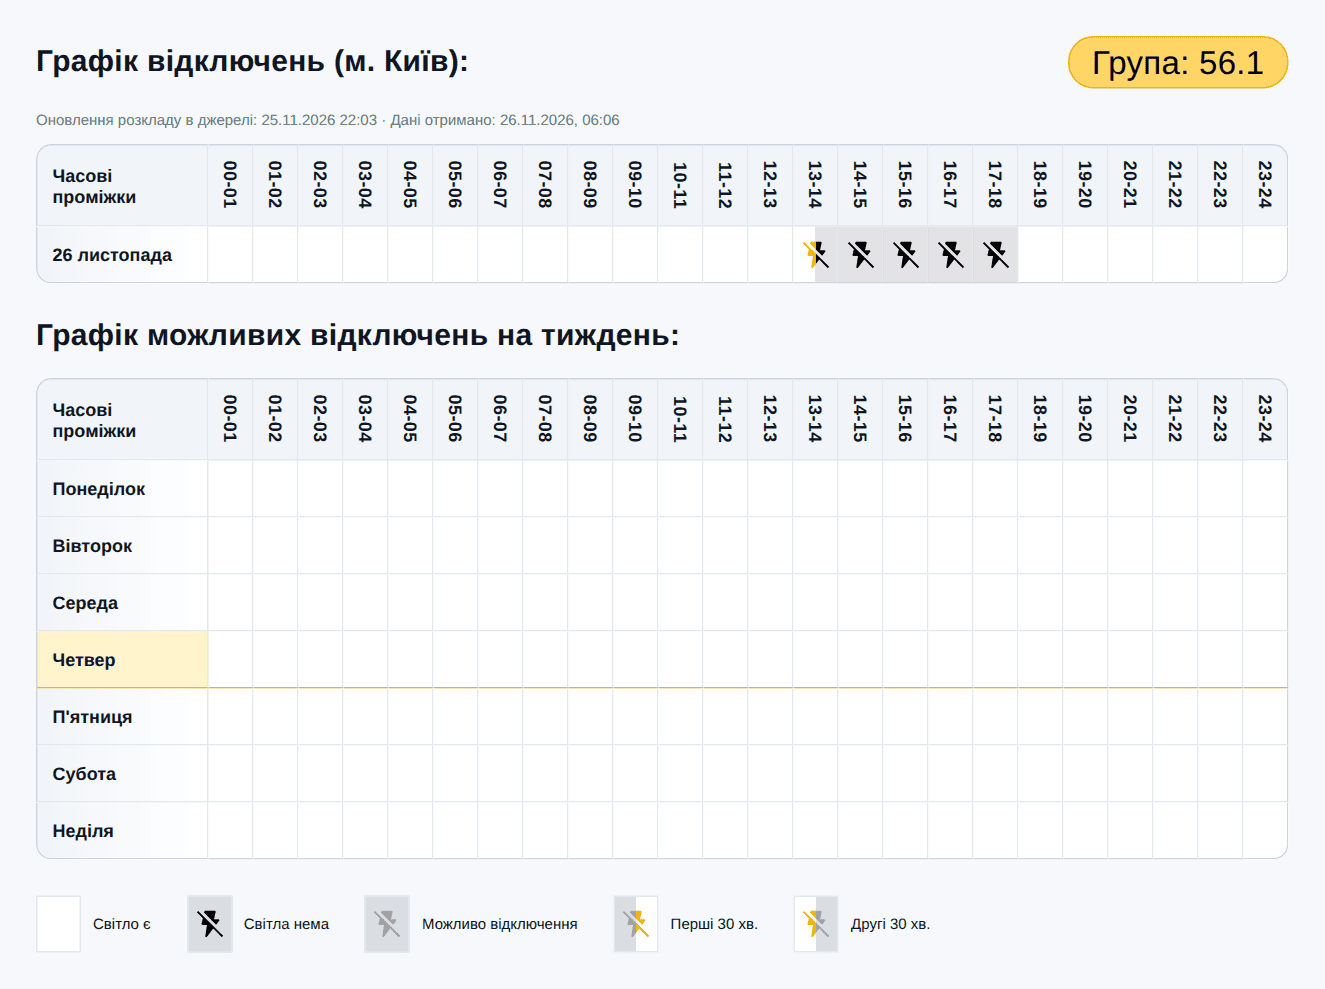 Графік відключень (м. Київ):
Група: 56.1
Оновлення розкладу в джерелі: 25.11.2026 22:03 · Дані отримано: 26.11.2026, 06:06
Часові проміжки 00-01 01-02 02-03 03-04 04-05 05-06 06-07 07-08 08-09 09-10 10-11 11-12 12-13 13-14 14-15 15-16 16-17 17-18 18-19 19-20 20-21 21-22 22-23 23-24
26 листопада
Графік можливих відключень на тиждень:
Часові проміжки 00-01 01-02 02-03 03-04 04-05 05-06 06-07 07-08 08-09 09-10 10-11 11-12 12-13 13-14 14-15 15-16 16-17 17-18 18-19 19-20 20-21 21-22 22-23 23-24
Понеділок
Вівторок
Середа
Четвер
П'ятниця
Субота
Неділя
Світло є Світла нема Можливо відключення Перші 30 хв. Другі 30 хв.